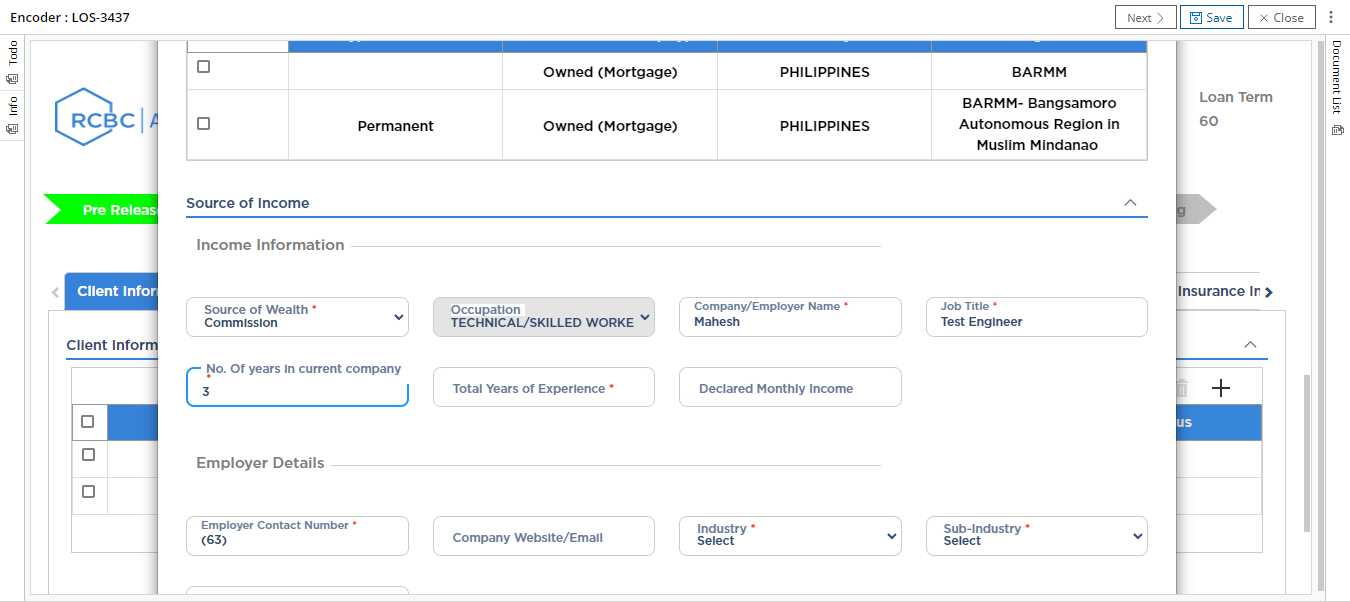 Encoder : LOS-3437
Next
Save
Close
Todo
Info
Document List
RCBC
Loan Term
60
Owned (Mortgage)
PHILIPPINES
BARMM
Permanent
Owned (Mortgage)
PHILIPPINES
BARMM- Bangsamoro
Autonomous Region in
Muslim Mindanao
Pre Release
Source of Income
Income Information
Client Infor
Insurance In
Source of Wealth *
Commission
Occupation
TECHNICAL/SKILLED WORKE
Company/Employer Name *
Mahesh
Job Title *
Test Engineer
Client Inform
No. Of years in current company
*
3
Total Years of Experience *
Declared Monthly Income
us
Employer Details
Employer Contact Number *
(63)
Company Website/Email
Industry *
Select
Sub-Industry *
Select